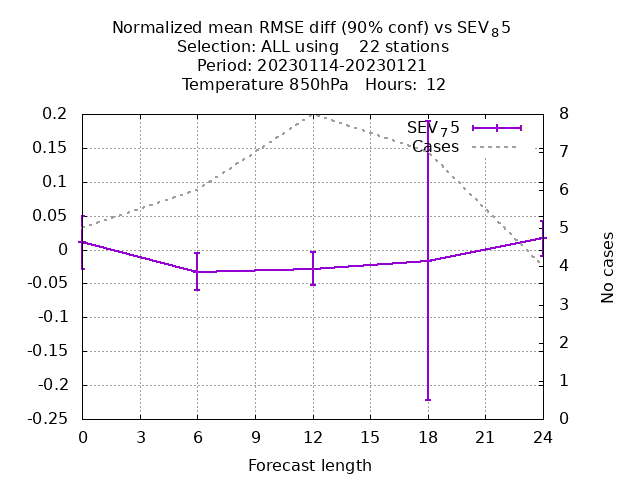 Normalized mean RMSE diff (90% conf) vs SEV₈5
Selection: ALL using    22 stations
Period: 20230114-20230121
Temperature 850hPa   Hours: 12
0.2
0.15
0.1
0.05
0
-0.05
-0.1
-0.15
-0.2
-0.25
8
7
6
5
4
3
2
1
0
SEV₇5
Cases
No cases
0 3 6 9 12 15 18 21 24
Forecast length